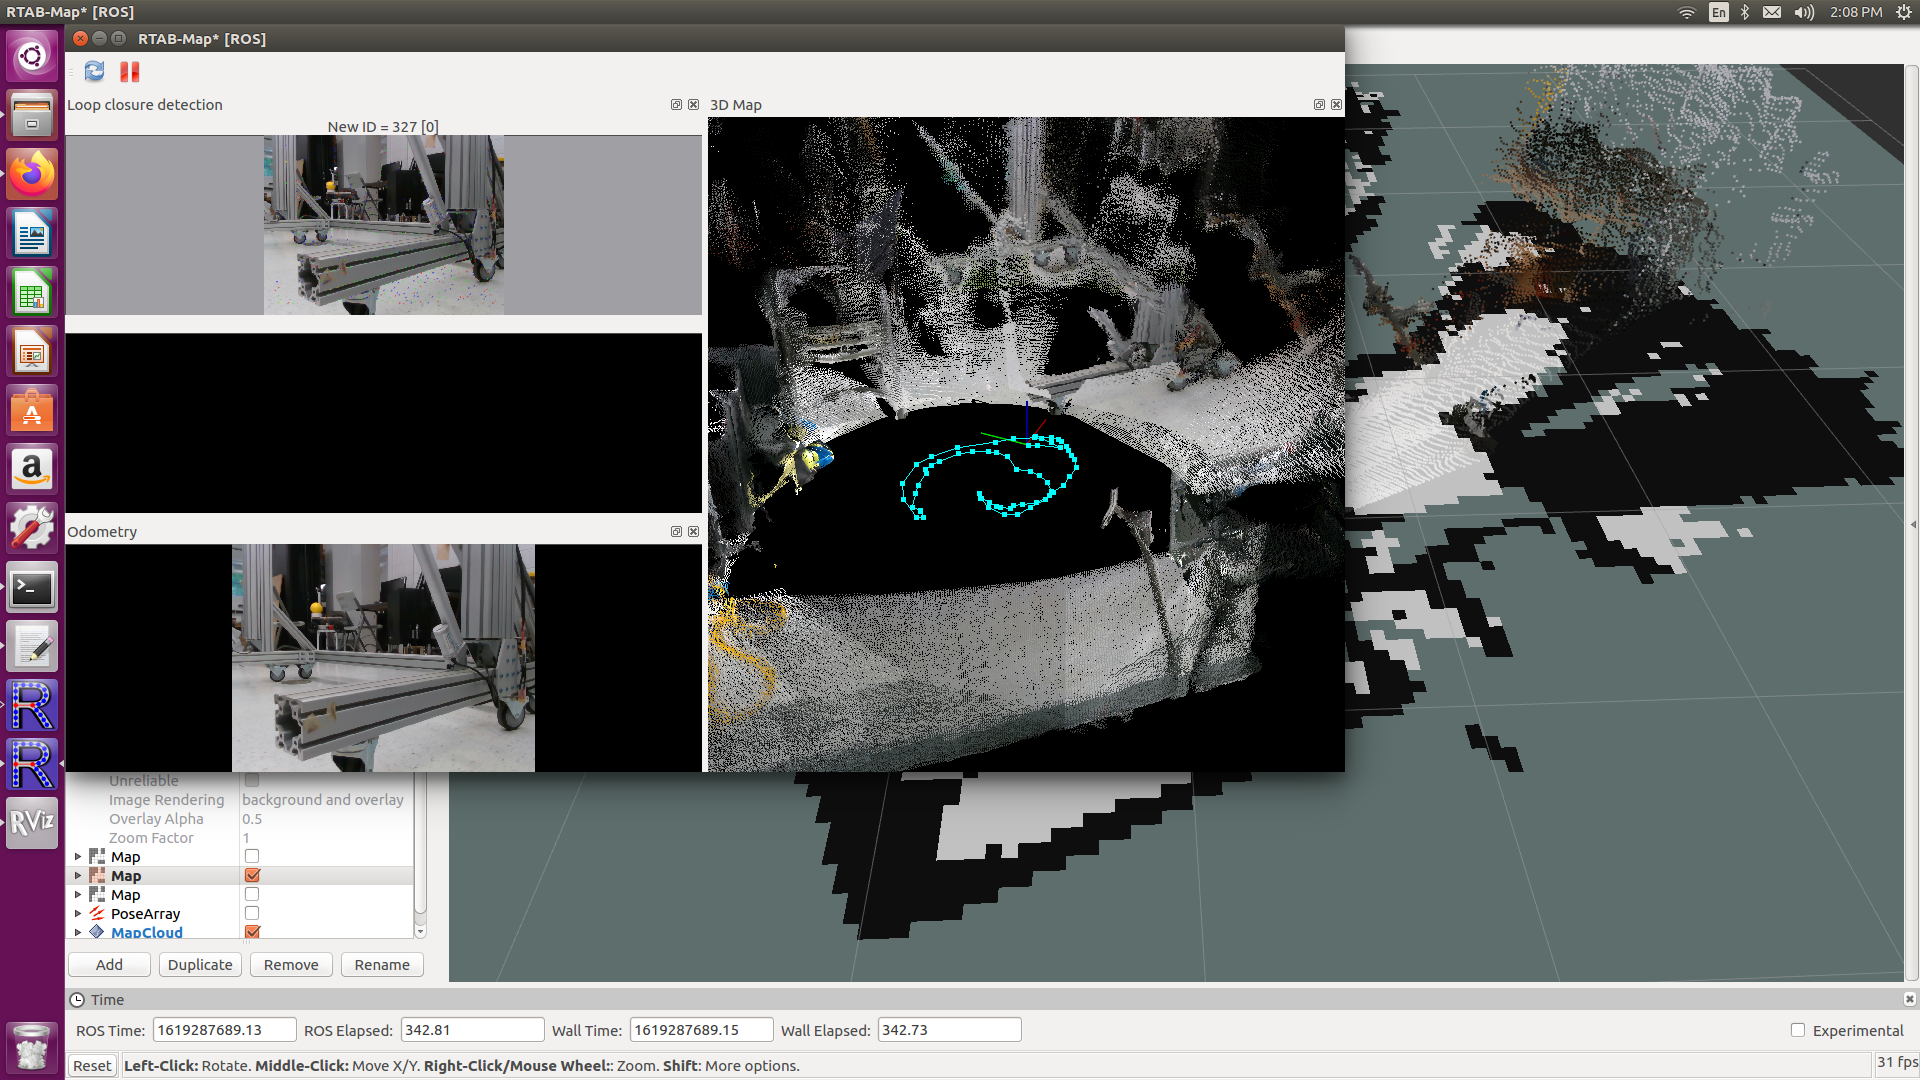 RTAB-Map* [ROS]
En
2:08 PM
RTAB-Map* [ROS]
Loop closure detection
3D Map
New ID = 327 [0]
Odometry
Unreliable
Image Rendering background and overlay
Overlay Alpha 0.5
Zoom Factor 1
Map
Map
Map
PoseArray
MapCloud
Add Duplicate Remove Rename
Time
ROS Time: 1619287689.13 ROS Elapsed: 342.81 Wall Time: 1619287689.15 Wall Elapsed: 342.73 Experimental
Reset Left-Click: Rotate. Middle-Click: Move X/Y. Right-Click/Mouse Wheel:: Zoom. Shift: More options. 31 fps
A
a
>_
R
R
RViz